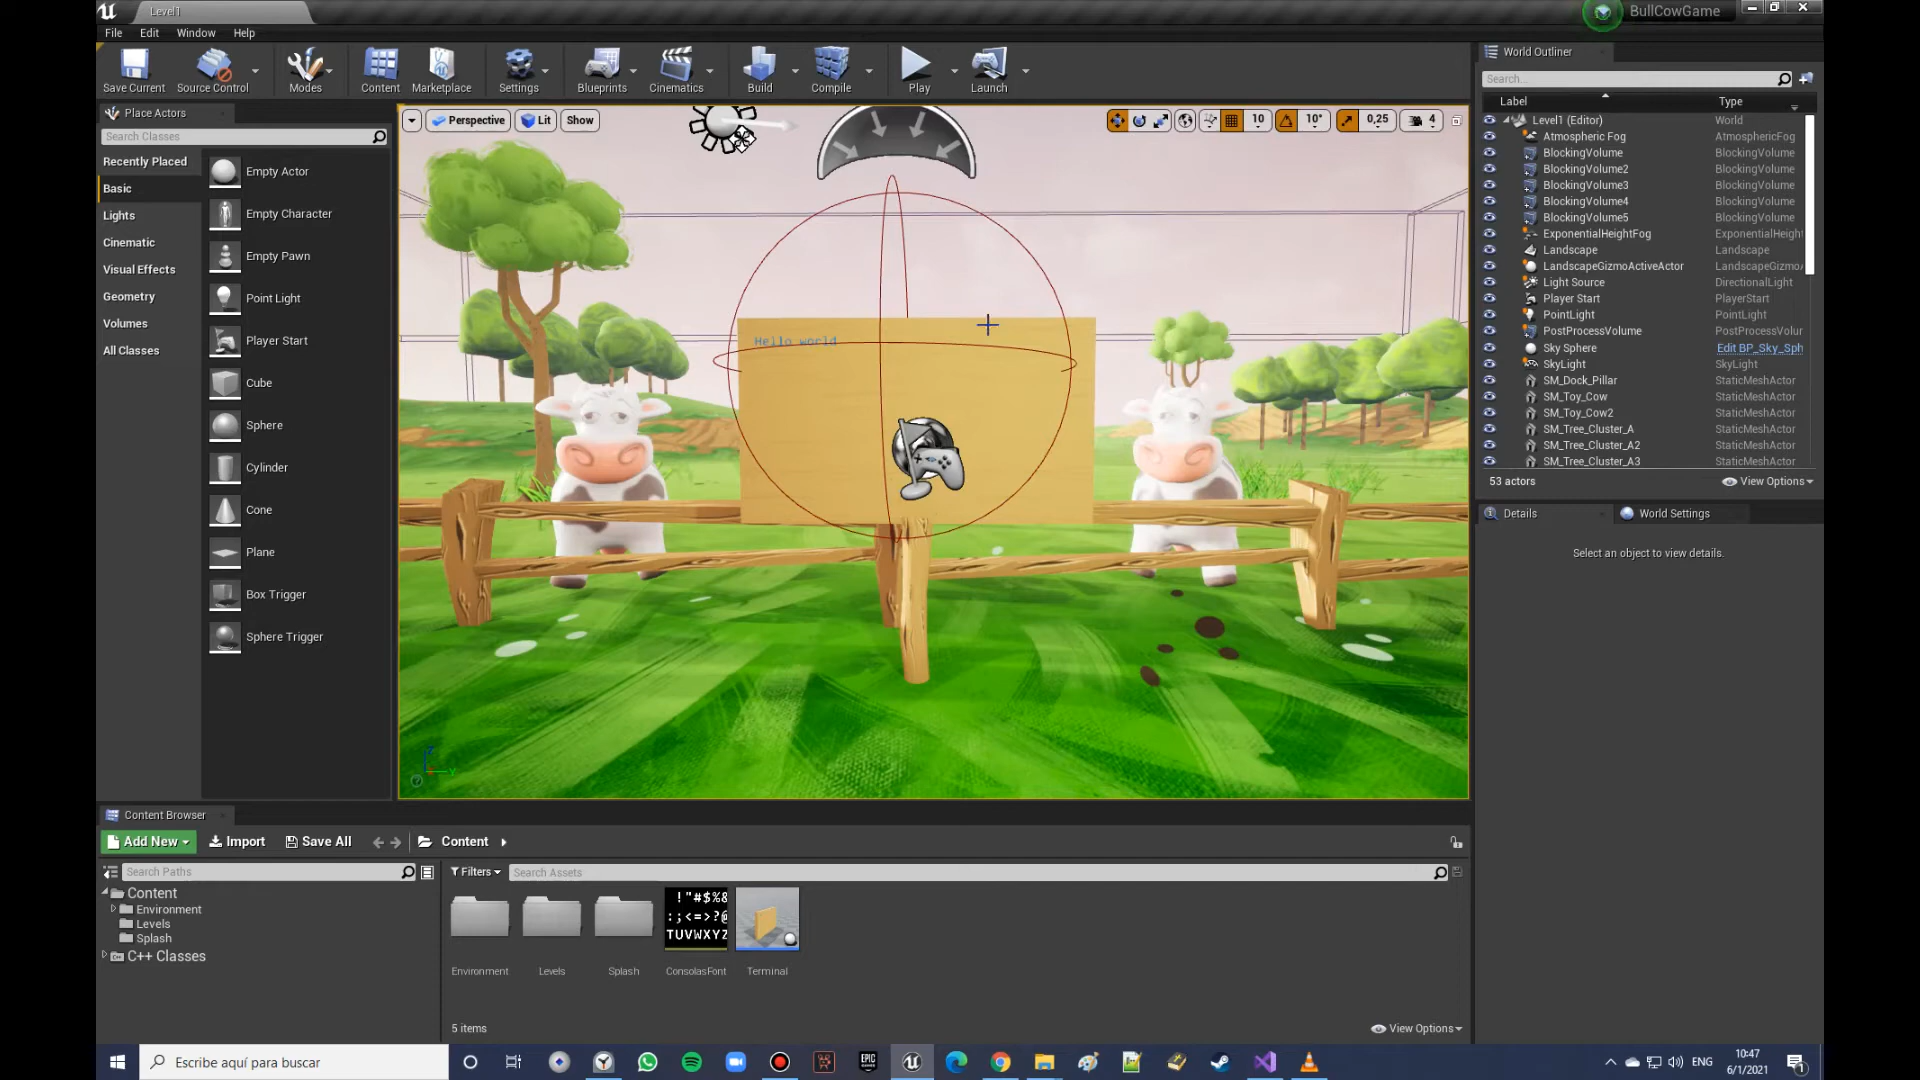 Level1
BullCowGame
File Edit Window Help
Save Current Source Control Modes Content Marketplace Settings Blueprints Cinematics Build Compile Play Launch
Place Actors
Search Classes
Recently Placed
Basic
Lights
Cinematic
Visual Effects
Geometry
Volumes
All Classes
Empty Actor
Empty Character
Empty Pawn
Point Light
Player Start
Cube
Sphere
Cylinder
Cone
Plane
Box Trigger
Sphere Trigger
Perspective Lit Show
10 10° 0,25 4
Hello world
World Outliner
Search...
Label Type
Level1 (Editor) World
Atmospheric Fog AtmosphericFog
BlockingVolume BlockingVolume
BlockingVolume2 BlockingVolume
BlockingVolume3 BlockingVolume
BlockingVolume4 BlockingVolume
BlockingVolume5 BlockingVolume
ExponentialHeightFog ExponentialHeight
Landscape Landscape
LandscapeGizmoActiveActor LandscapeGizmo
Light Source DirectionalLight
Player Start PlayerStart
PointLight PointLight
PostProcessVolume PostProcessVolur
Sky Sphere Edit BP_Sky_Sph
SkyLight SkyLight
SM_Dock_Pillar StaticMeshActor
SM_Toy_Cow StaticMeshActor
SM_Toy_Cow2 StaticMeshActor
SM_Tree_Cluster_A StaticMeshActor
SM_Tree_Cluster_A2 StaticMeshActor
SM_Tree_Cluster_A3 StaticMeshActor
53 actors View Options
Details World Settings
Select an object to view details.
Z
Y
Content Browser
Add New Import Save All Content
Search Paths
Filters Search Assets
Content
Environment
Levels
Splash
C++ Classes
!"#$%&
:;<=>?@
TUVWXYZ
Environment Levels Splash ConsolasFont Terminal
5 items View Options
Escribe aquí para buscar
EPIC
ENG
10:47
6/1/2021
1